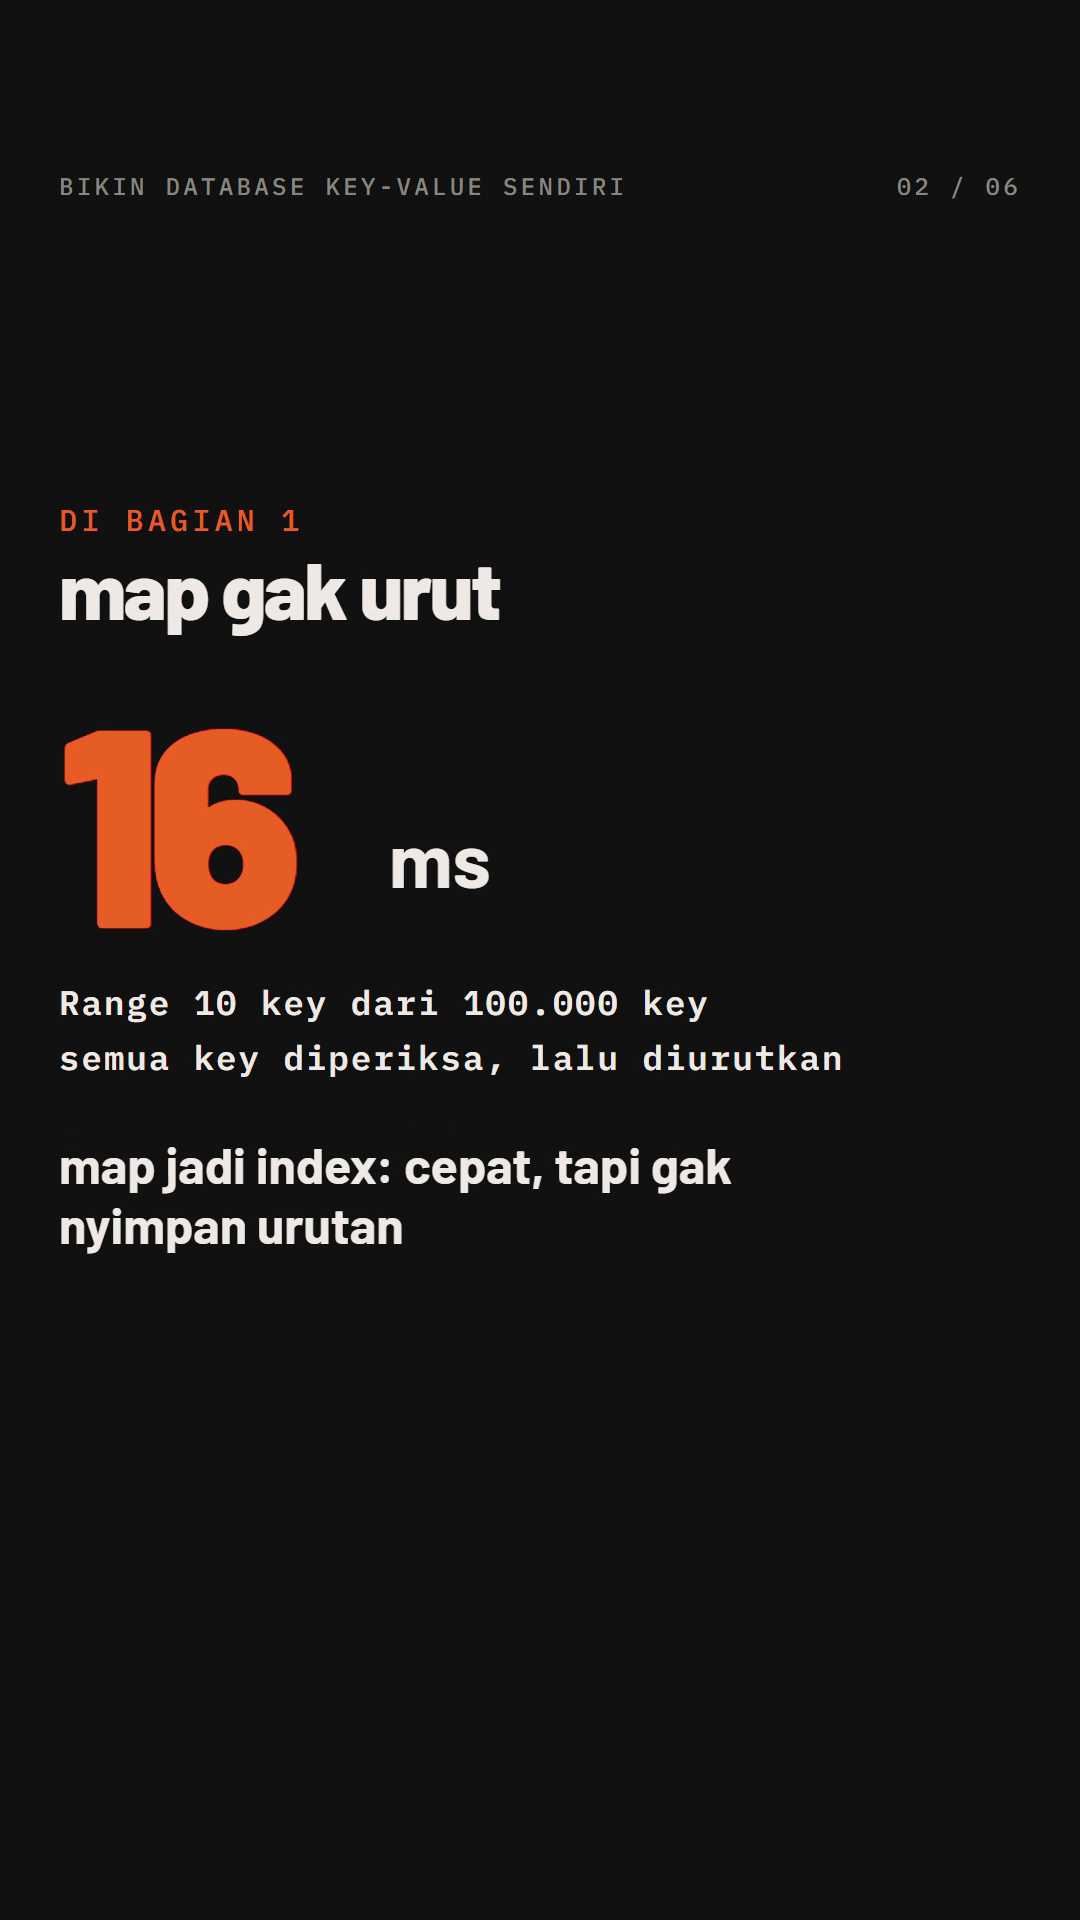 BIKIN DATABASE KEY-VALUE SENDIRI
02 / 06
DI BAGIAN 1
map gak urut
16 ms
Range 10 key dari 100.000 key
semua key diperiksa, lalu diurutkan
map jadi index: cepat, tapi gak
nyimpan urutan